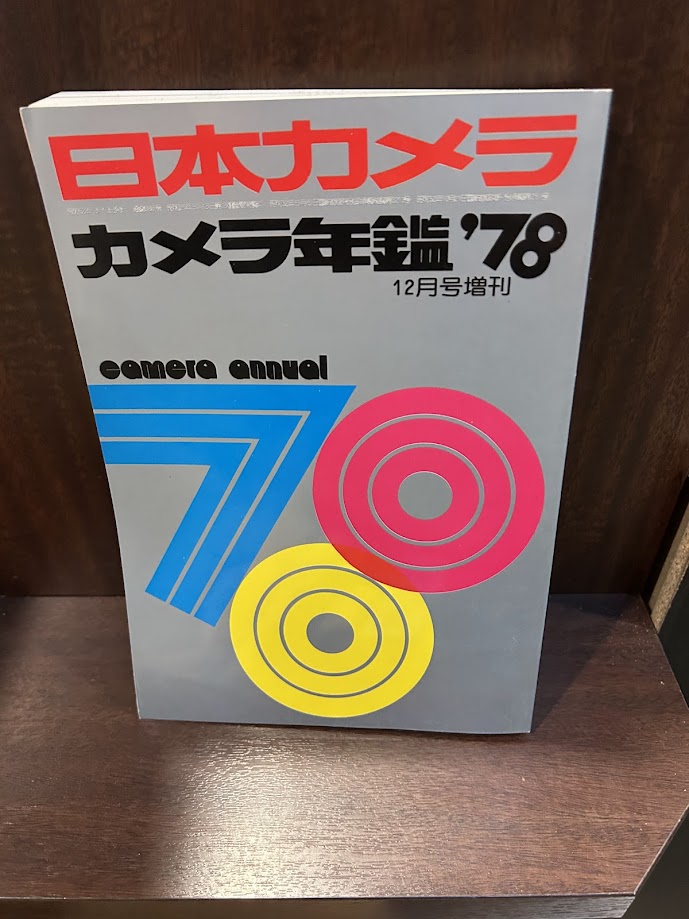 日本カメラ
カメラ年鑑 '78
12月号増刊
camera annual
78